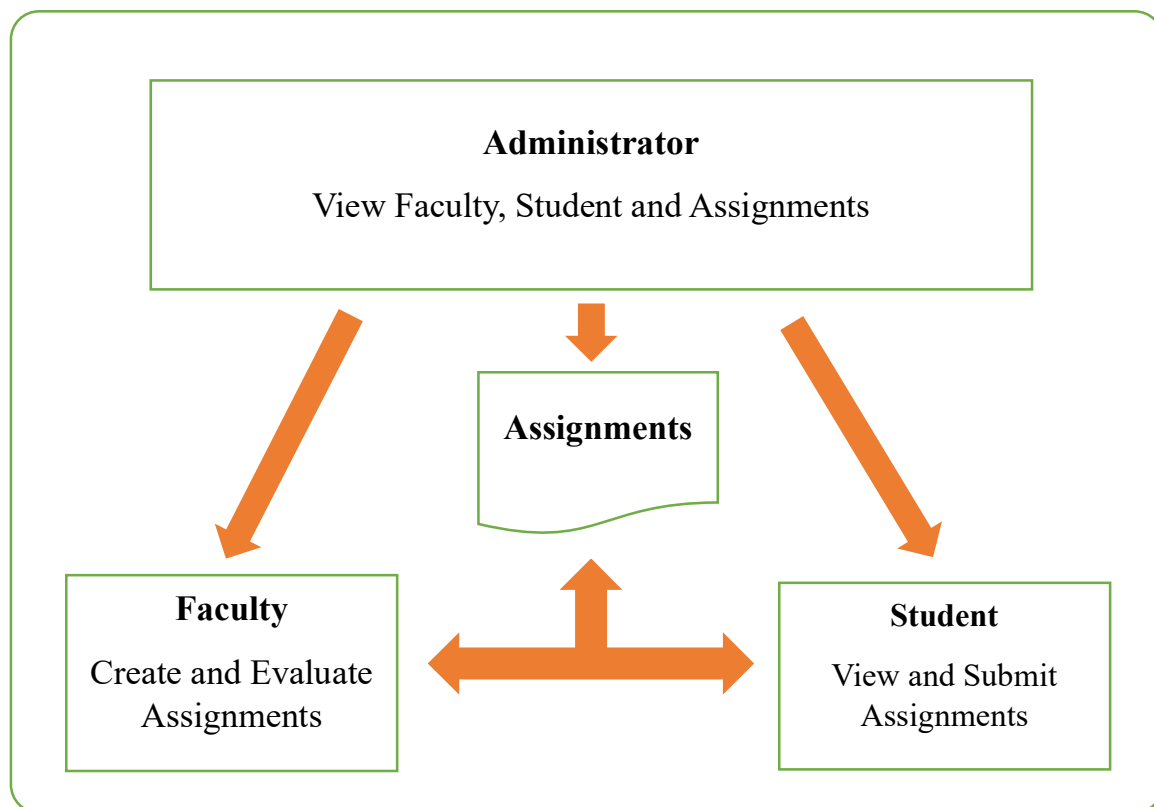 Administrator
View Faculty, Student and Assignments
Assignments
Faculty
Create and Evaluate
Assignments
Student
View and Submit
Assignments